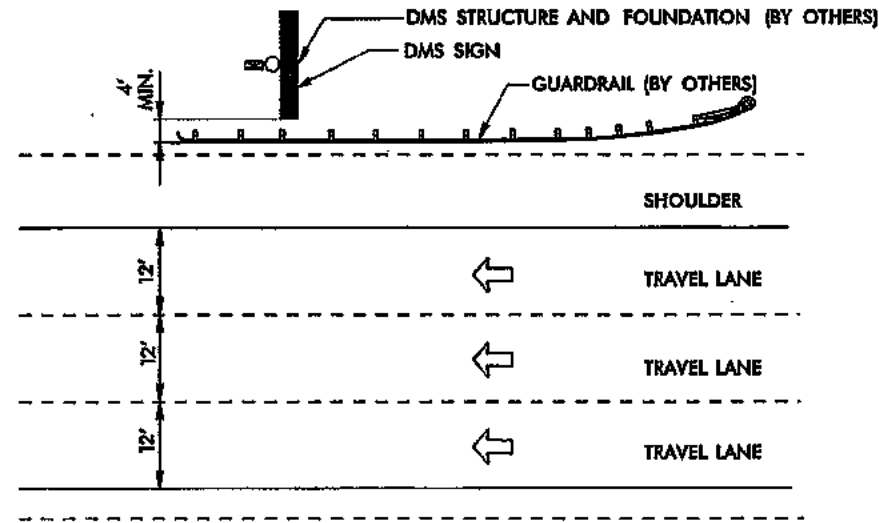 DMS STRUCTURE AND FOUNDATION (BY OTHERS)
DMS SIGN
GUARDRAIL (BY OTHERS)
4'
MIN.
SHOULDER
12'
TRAVEL LANE
12'
TRAVEL LANE
12'
TRAVEL LANE